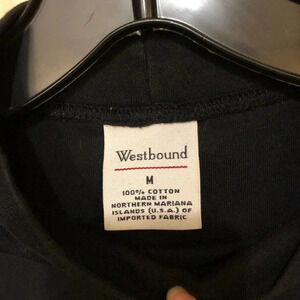 Westbound
M
100% COTTON
MADE IN
NORTHERN MARIANA
ISLANDS (U.S.A.) OF
IMPORTED FABRIC